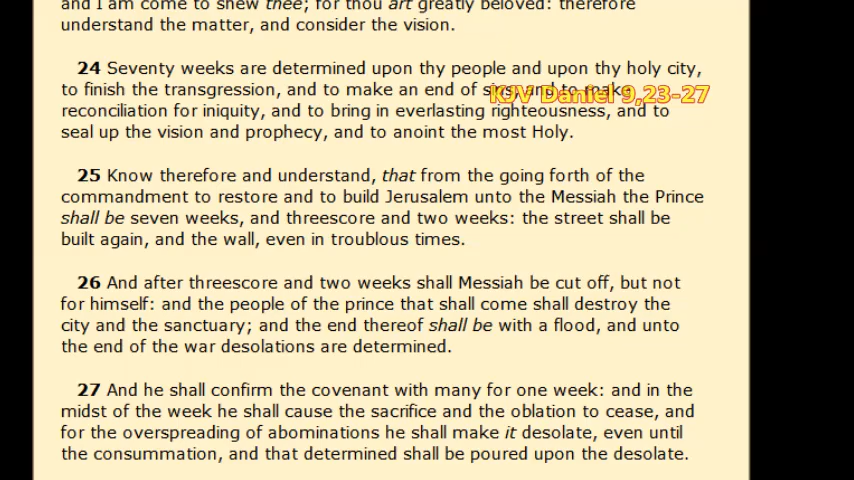 and I am come to shew thee; for thou art greatly beloved: therefore
understand the matter, and consider the vision.
24 Seventy weeks are determined upon thy people and upon thy holy city,
to finish the transgression, and to make an end of sins, and to make
KJV Daniel 9,23-27
reconciliation for iniquity, and to bring in everlasting righteousness, and to
seal up the vision and prophecy, and to anoint the most Holy.
25 Know therefore and understand, that from the going forth of the
commandment to restore and to build Jerusalem unto the Messiah the Prince
shall be seven weeks, and threescore and two weeks: the street shall be
built again, and the wall, even in troublous times.
26 And after threescore and two weeks shall Messiah be cut off, but not
for himself: and the people of the prince that shall come shall destroy the
city and the sanctuary; and the end thereof shall be with a flood, and unto
the end of the war desolations are determined.
27 And he shall confirm the covenant with many for one week: and in the
midst of the week he shall cause the sacrifice and the oblation to cease, and
for the overspreading of abominations he shall make it desolate, even until
the consummation, and that determined shall be poured upon the desolate.